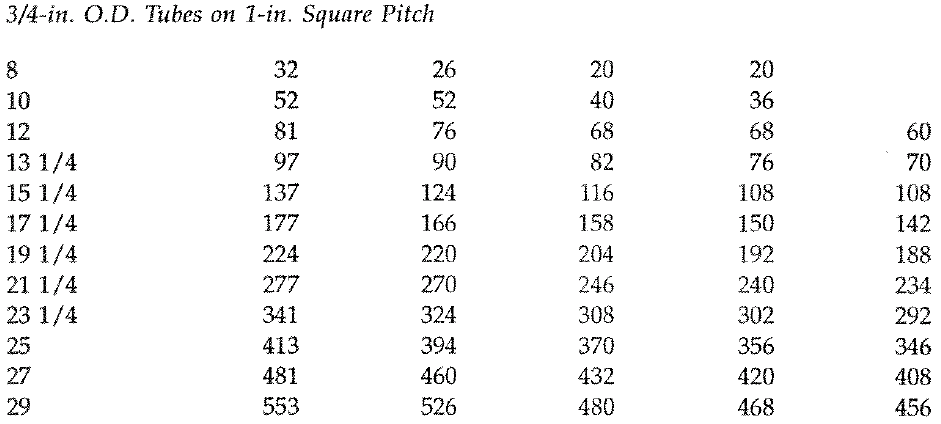 3/4-in. O.D. Tubes on 1-in. Square Pitch
8 32 26 20 20
10 52 52 40 36
12 81 76 68 68 60
13 1/4 97 90 82 76 70
15 1/4 137 124 116 108 108
17 1/4 177 166 158 150 142
19 1/4 224 220 204 192 188
21 1/4 277 270 246 240 234
23 1/4 341 324 308 302 292
25 413 394 370 356 346
27 481 460 432 420 408
29 553 526 480 468 456